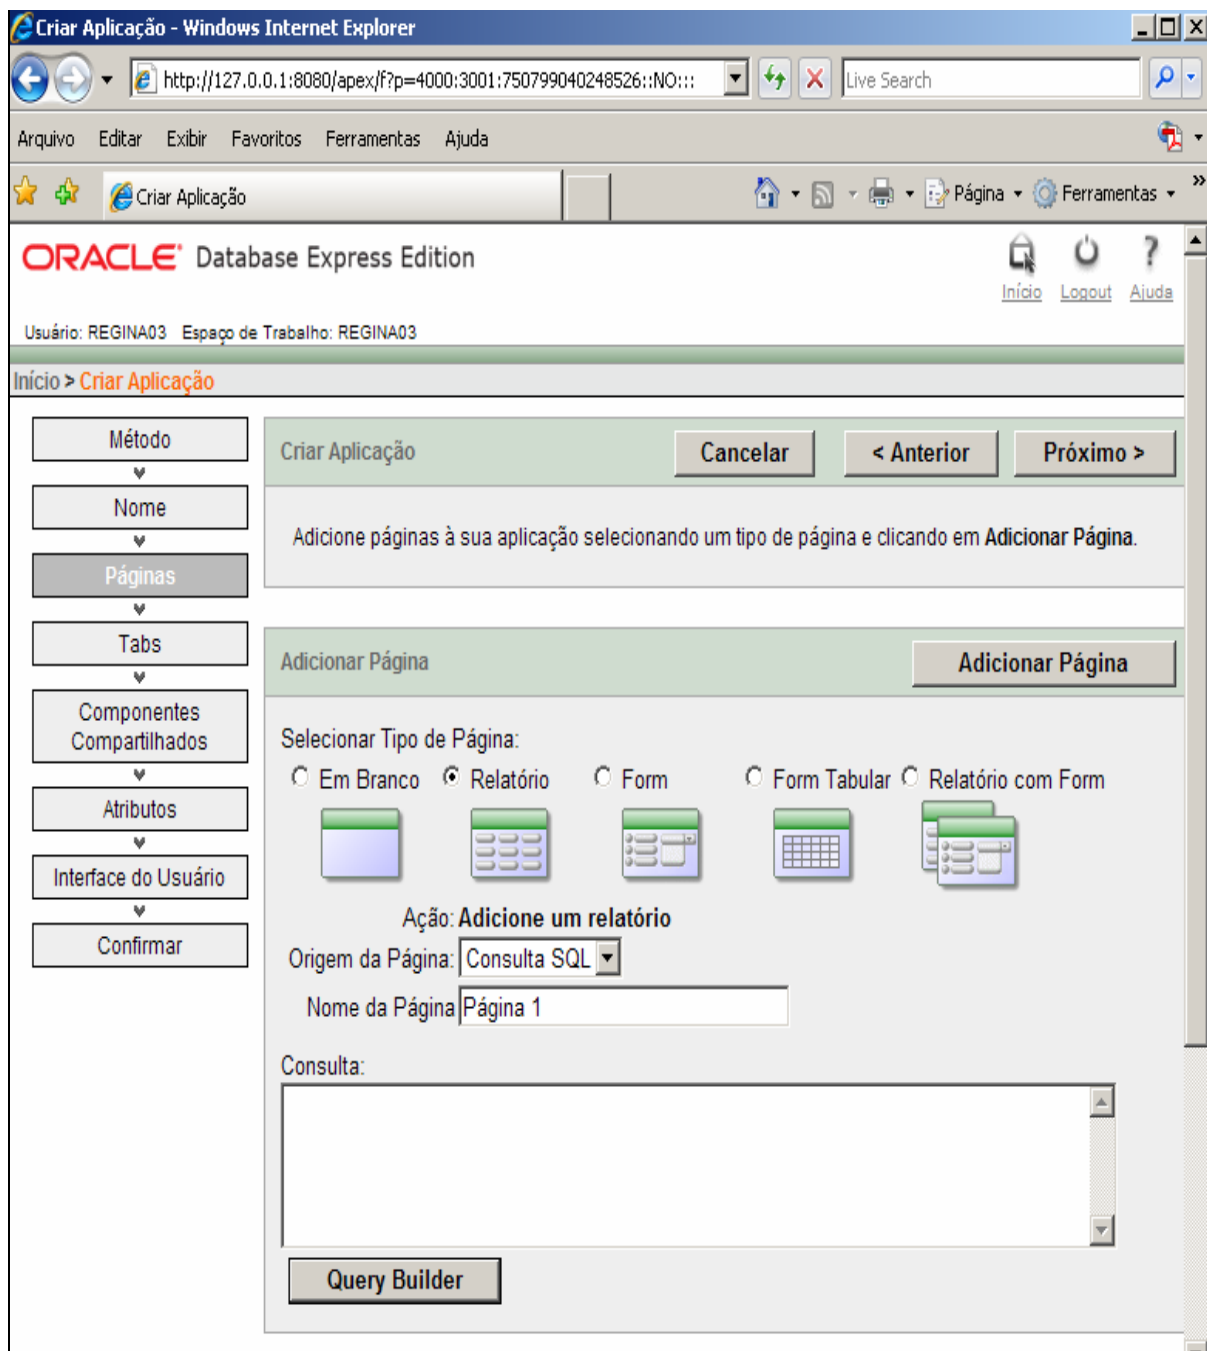 Criar Aplicação - Windows Internet Explorer
http://127.0.0.1:8080/apex/f?p=4000:3001:750799040248526::NO:::
Live Search
Arquivo Editar Exibir Favoritos Ferramentas Ajuda
Criar Aplicação
Página Ferramentas »
ORACLE Database Express Edition
Início Logout Ajuda
Usuário: REGINA03 Espaço de Trabalho: REGINA03
Início > Criar Aplicação
Método
Nome
Páginas
Tabs
Componentes
Compartilhados
Atributos
Interface do Usuário
Confirmar
Criar Aplicação
Cancelar
< Anterior
Próximo >
Adicione páginas à sua aplicação selecionando um tipo de página e clicando em Adicionar Página.
Adicionar Página
Adicionar Página
Selecionar Tipo de Página:
Em Branco Relatório Form Form Tabular Relatório com Form
Ação: Adicione um relatório
Origem da Página: Consulta SQL
Nome da Página Página 1
Consulta:
Query Builder